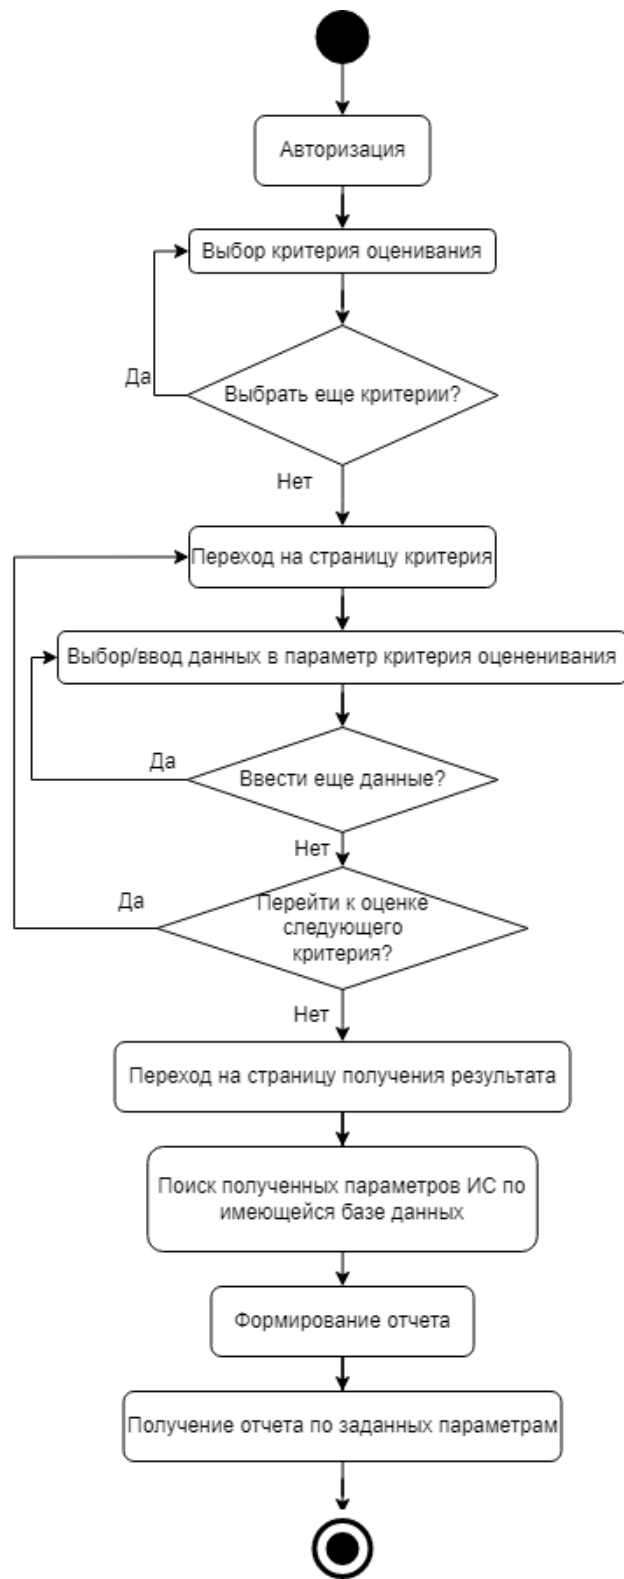 Авторизация
Выбор критерия оценивания
Да
Выбрать еще критерии?
Нет
Переход на страницу критерия
Выбор/ввод данных в параметр критерия оцененивания
Да
Ввести еще данные?
Нет
Да
Перейти к оценке
следующего
критерия?
Нет
Переход на страницу получения результата
Поиск полученных параметров ИС по
имеющейся базе данных
Формирование отчета
Получение отчета по заданных параметрам